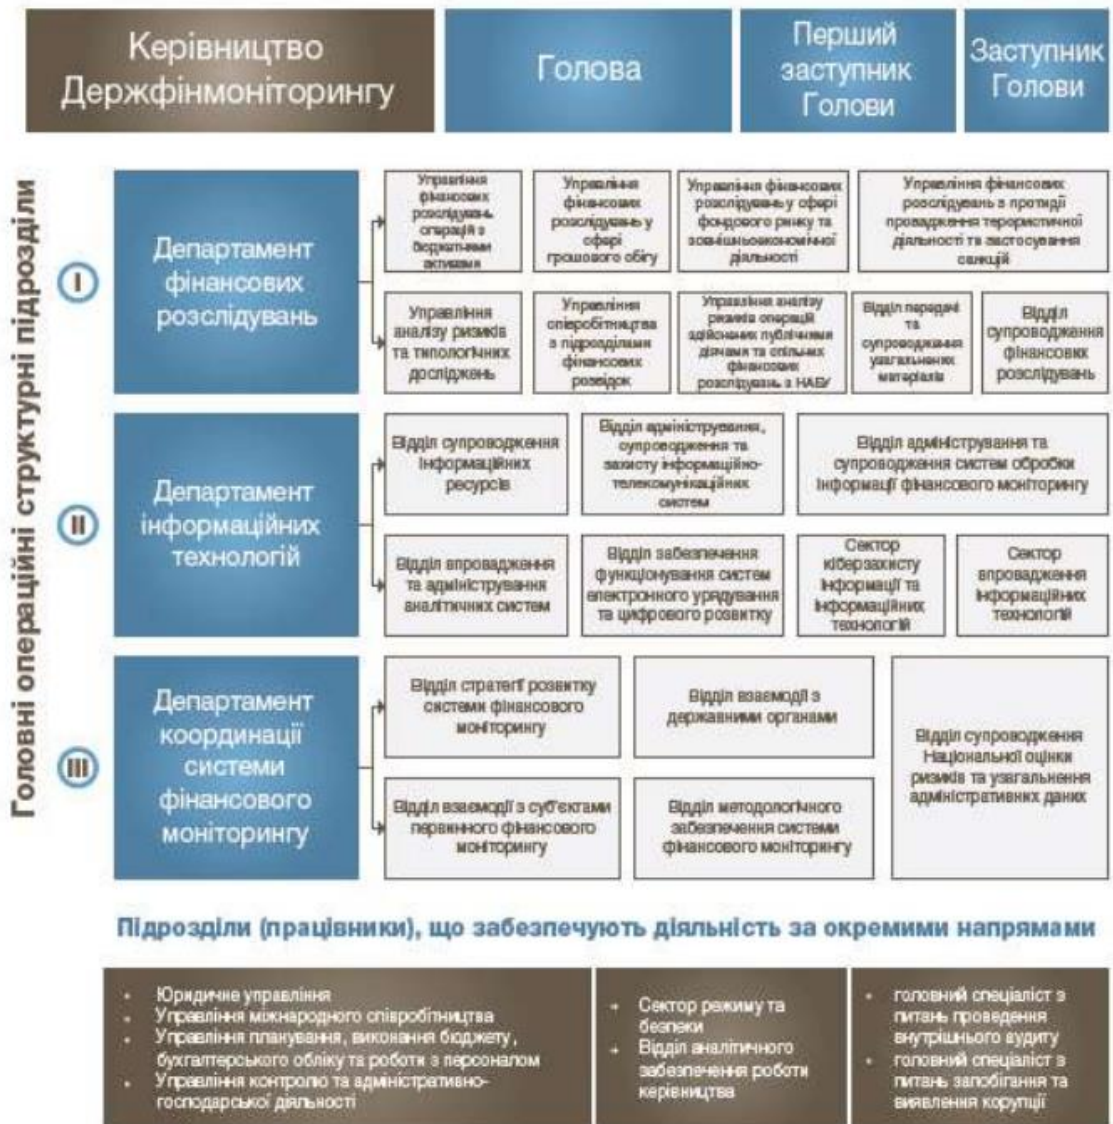 Керівництво
Держфінмоніторингу
Голова
Перший
заступник
Голови
Заступник
Голови
Головні операційні структурні підрозділи
I
Департамент
фінансових
розслідувань
Управління
фінансових
розслідувань
операцій з
бюджетними
активами
Управління
фінансових
розслідувань у
сфері
грошового обігу
Управління фінансових
розслідувань у сфері
фондового ринку та
зовнішньоекономічної
діяльності
Управління фінансових
розслідувань з протидії
провадження терористичної
діяльності та застосування
санкцій
Управління
аналізу ризиків
та типологічних
досліджень
Управління
співробітництва
з підрозділами
фінансових
розвідок
Управління аналізу
ризиків операцій
здійснених публічними
діячами та спільних
фінансових
розслідувань з НАБУ
Відділ передачі
та
супроводження
узагальнених
матеріалів
Відділ
супроводження
фінансових
розслідувань
II
Департамент
інформаційних
технологій
Відділ супроводження
інформаційних
ресурсів
Відділ адміністрування,
супроводження та
захисту інформаційно-
телекомунікаційних
систем
Відділ адміністрування та
супроводження систем обробки
інформації фінансового моніторингу
Відділ впровадження
та адміністрування
аналітичних систем
Відділ забезпечення
функціонування систем
електронного урядування
та цифрового розвитку
Сектор
кіберзахисту
інформації та
інформаційних
технологій
Сектор
впровадження
інформаційних
технологій
III
Департамент
координації
системи
фінансового
моніторингу
Відділ стратегії розвитку
системи фінансового
моніторингу
Відділ взаємодії з
державними органами
Відділ супроводження
Національної оцінки
ризиків та узагальнення
адміністративних даних
Відділ взаємодії з суб'єктами
первинного фінансового
моніторингу
Відділ методологічного
забезпечення системи
фінансового моніторингу
Підрозділи (працівники), що забезпечують діяльність за окремими напрямами
Юридичне управління
Управління міжнародного співробітництва
Управління планування, виконання бюджету,
бухгалтерського обліку та роботи з персоналом
Управління контролю та адміністративно-
господарської діяльності
Сектор режиму та
безпеки
Відділ аналітичного
забезпечення роботи
керівництва
головний спеціаліст з
питань проведення
внутрішнього аудиту
головний спеціаліст з
питань запобігання та
виявлення корупції